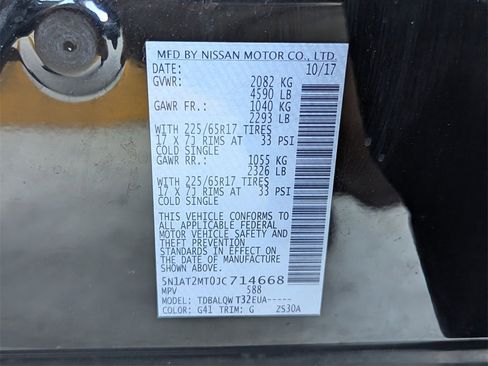 MFD BY NISSAN MOTOR CO., LTD.
DATE: 10/17
GVWR: 2082 KG
4590 LB
GAWR FR.: 1040 KG
2293 LB
WITH 225/65R17 TIRES
17 X 7J RIMS AT 33 PSI
COLD SINGLE
GAWR RR.: 1055 KG
2326 LB
WITH 225/65R17 TIRES
17 X 7J RIMS AT 33 PSI
COLD SINGLE
THIS VEHICLE CONFORMS TO
ALL APPLICABLE FEDERAL
MOTOR VEHICLE SAFETY AND
THEFT PREVENTION
STANDARDS IN EFFECT ON
THE DATE OF MANUFACTURE
SHOWN ABOVE.
5N1AT2MT0JC714668
MPV 588
MODEL: TDBALQW T32EUA-----
COLOR: G41 TRIM: G ZS30A